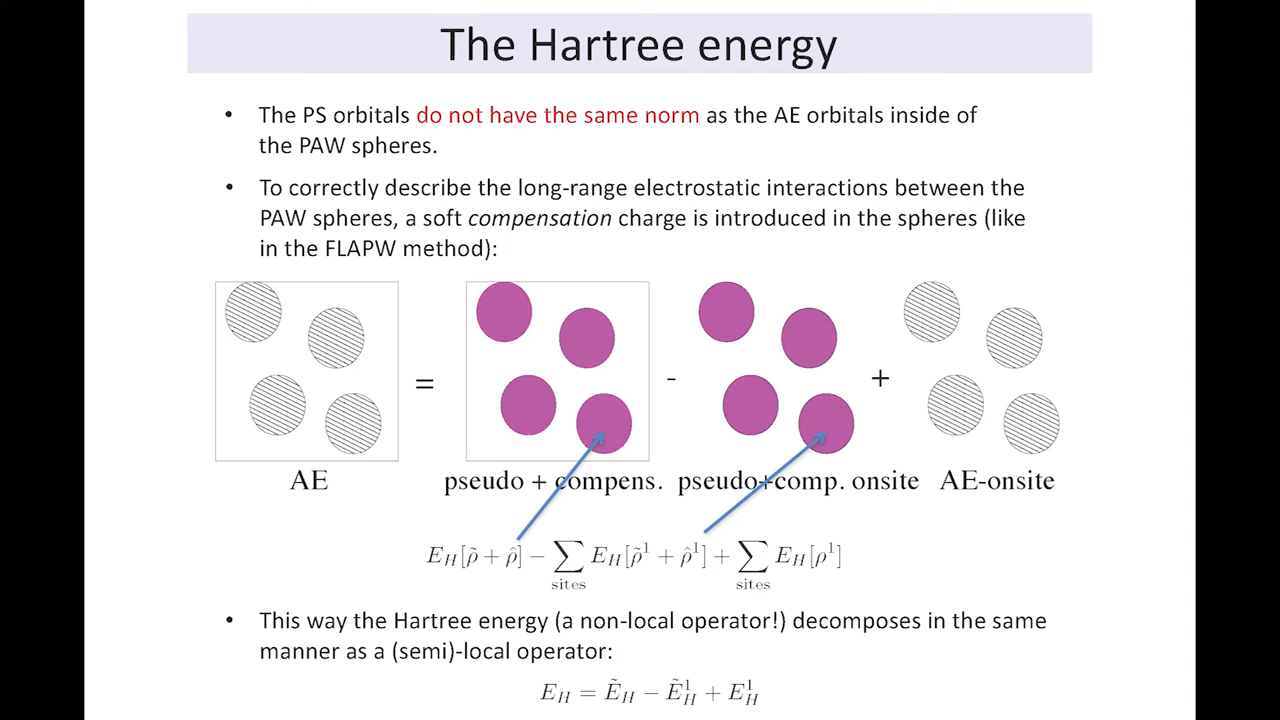 The Hartree energy
• The PS orbitals do not have the same norm as the AE orbitals inside of
the PAW spheres.
• To correctly describe the long-range electrostatic interactions between the
PAW spheres, a soft compensation charge is introduced in the spheres (like
in the FLAPW method):
= - +
AE pseudo + compens. pseudo+comp. onsite AE-onsite
E_H[ρ̃ + ρ̂] − ∑_{sites} E_H[ρ̃¹ + ρ̂¹] + ∑_{sites} E_H[ρ¹]
• This way the Hartree energy (a non-local operator!) decomposes in the same
manner as a (semi)-local operator:
E_H = Ẽ_H − Ẽ¹_H + E¹_H